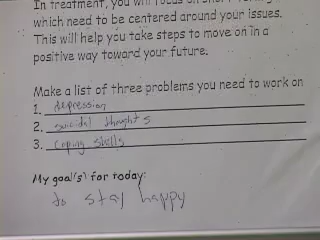 In treatment, you will focus on short
which need to be centered around your issues.
This will help you take steps to move on in a
positive way toward your future.
Make a list of three problems you need to work on
1. depression
2. suicidal thoughts
3. coping skills
My goal(s) for today:
to stay happy